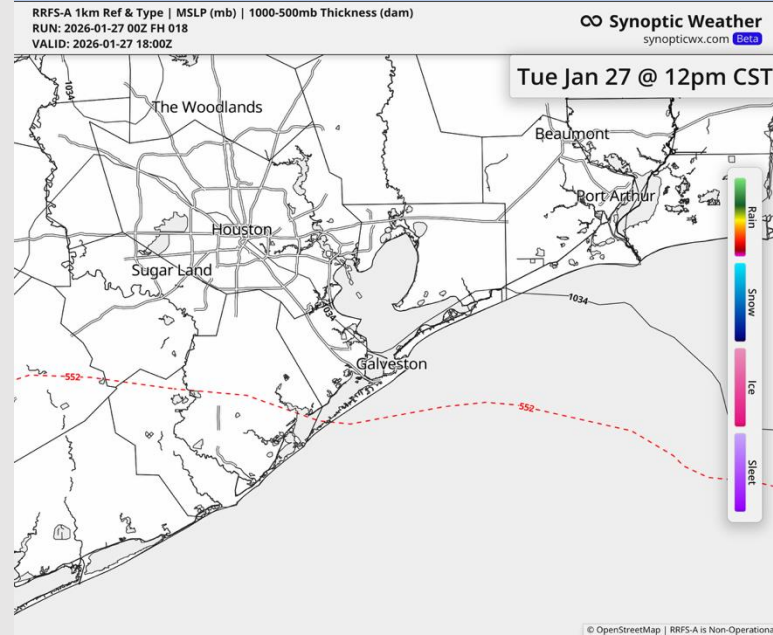 RRFS-A 1km Ref & Type | MSLP (mb) | 1000-500mb Thickness (dam)
RUN: 2026-01-27 00Z FH 018
VALID: 2026-01-27 18:00Z
Synoptic Weather
synopticwx.com Beta
Tue Jan 27 @ 12pm CST
1034
The Woodlands
Beaumont
Port Arthur
Houston
Sugar Land
1034
1034
Galveston
552
552
Rain
Snow
Ice
Sleet
© OpenStreetMap | RRFS-A is Non-Operationa